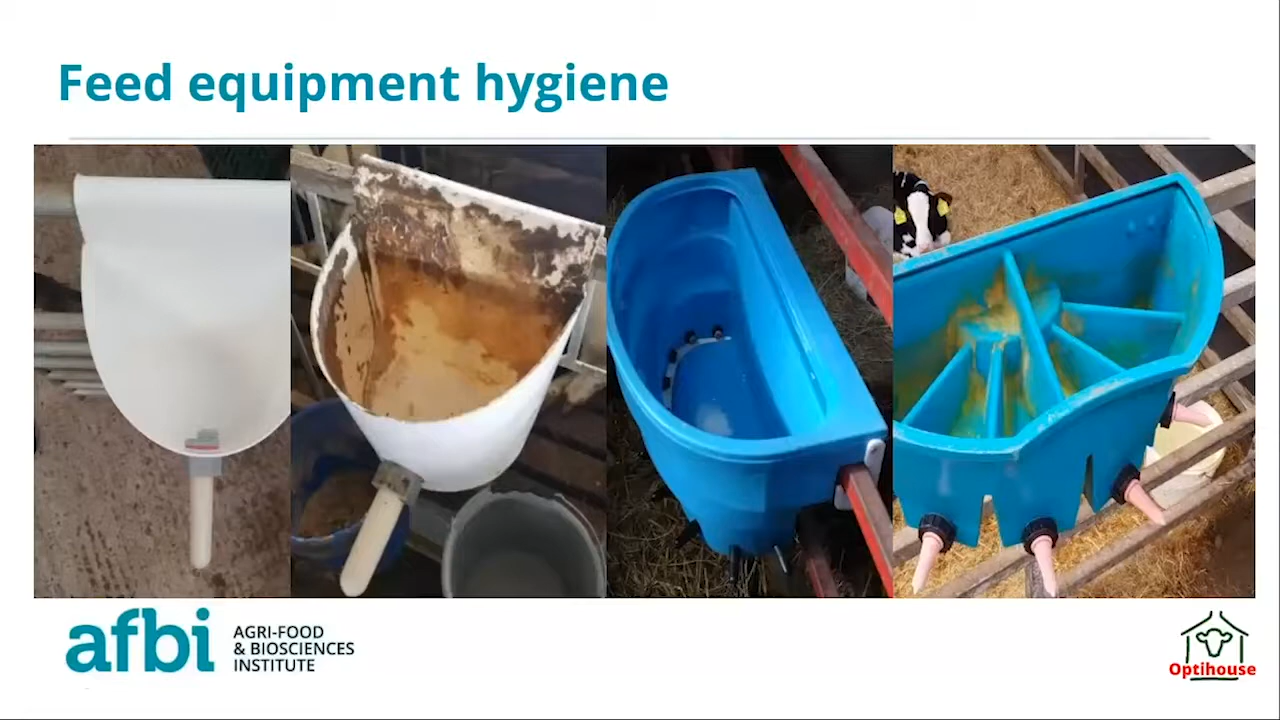 Feed equipment hygiene
afbi
AGRI-FOOD
& BIOSCIENCES
INSTITUTE
Optihouse